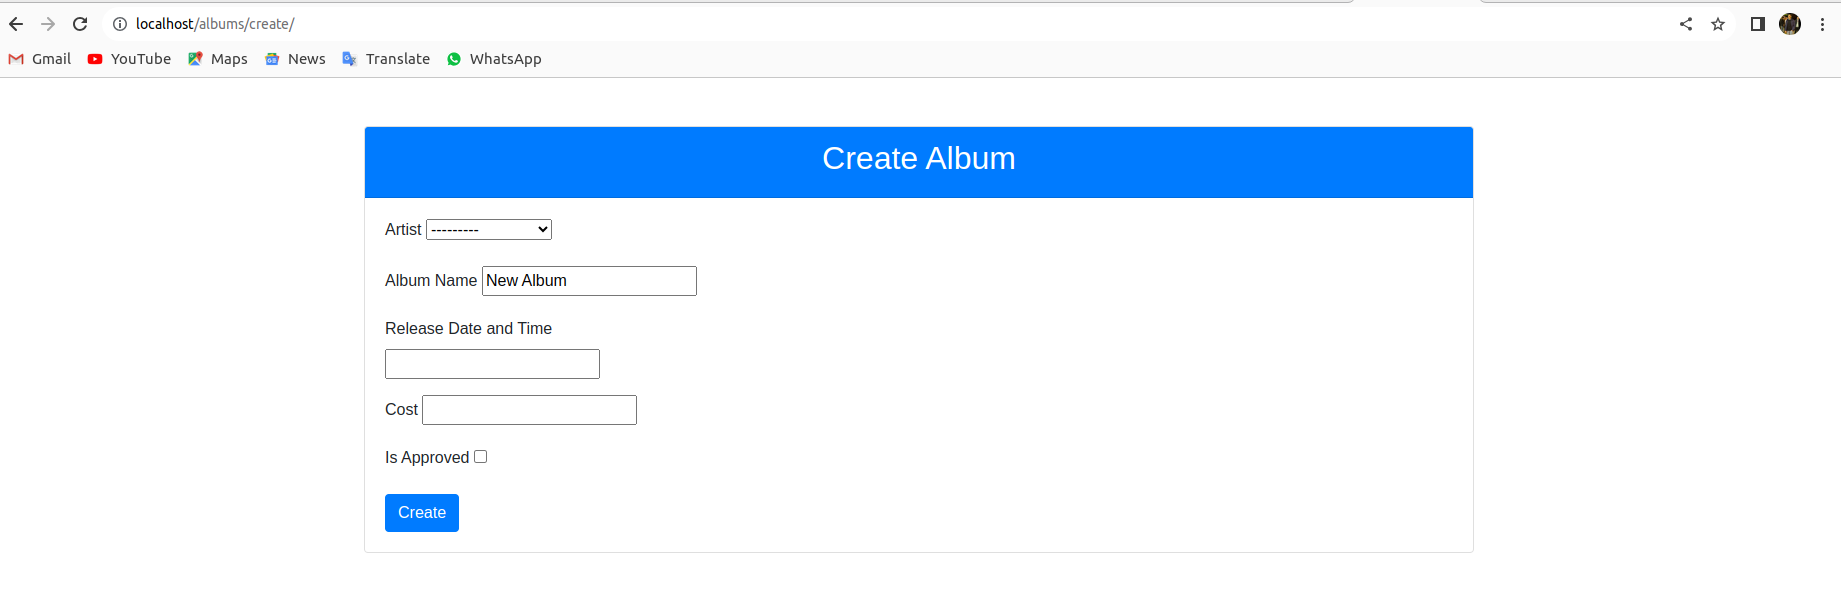 localhost/albums/create/
Gmail YouTube Maps News Translate WhatsApp
Create Album
Artist ---------
Album Name New Album
Release Date and Time
Cost
Is Approved
Create